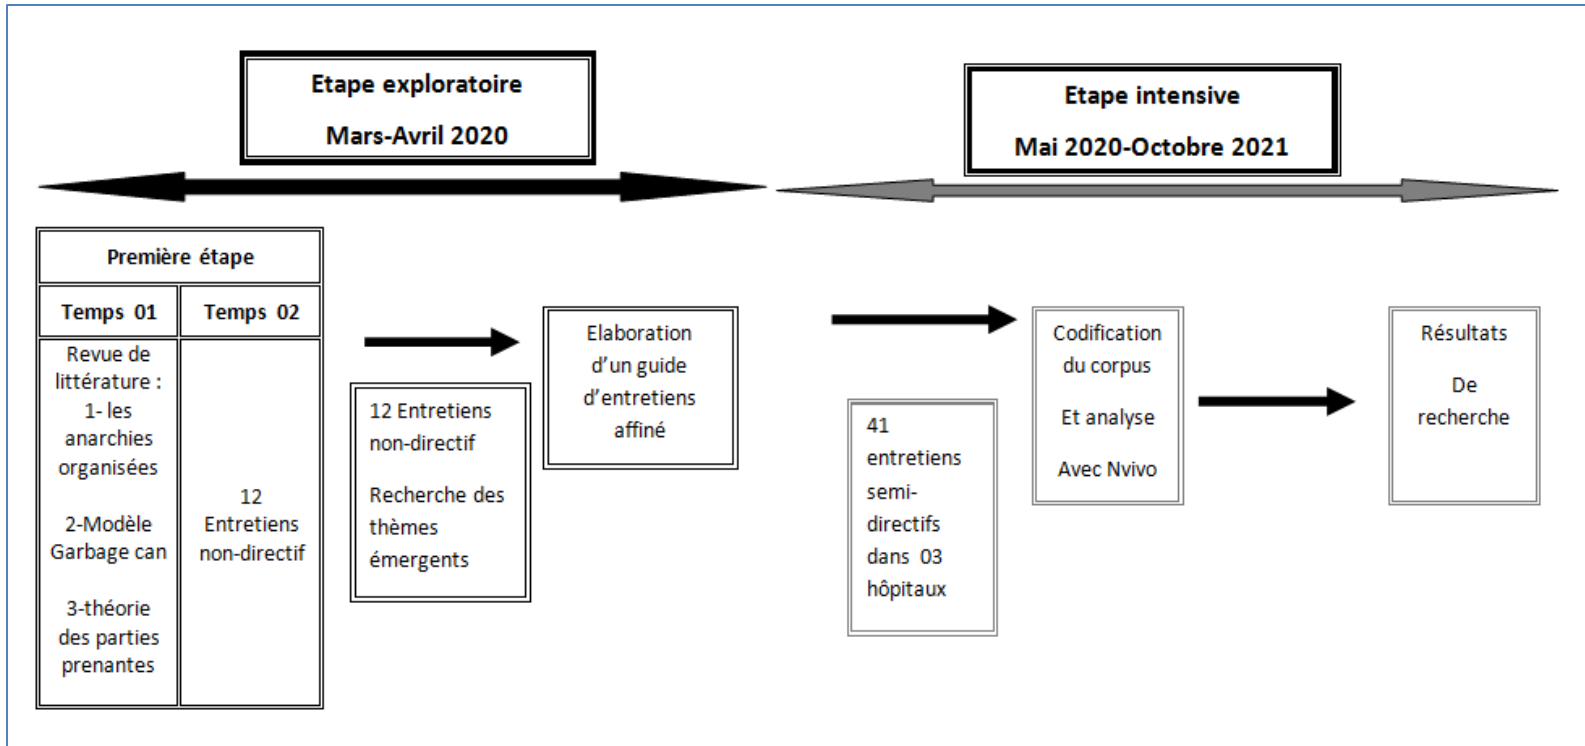 Etape exploratoire
Mars-Avril 2020
Etape intensive
Mai 2020-Octobre 2021
Première étape
Temps 01
Temps 02
Revue de
littérature :
1- les
anarchies
organisées
2-Modèle
Garbage can
3-théorie
des parties
prenantes
12
Entretiens
non-directif
12 Entretiens
non-directif
Recherche des
thèmes
émergents
Elaboration
d’un guide
d’entretiens
affiné
41
entretiens
semi-
directifs
dans 03
hôpitaux
Codification
du corpus
Et analyse
Avec Nvivo
Résultats
De
recherche